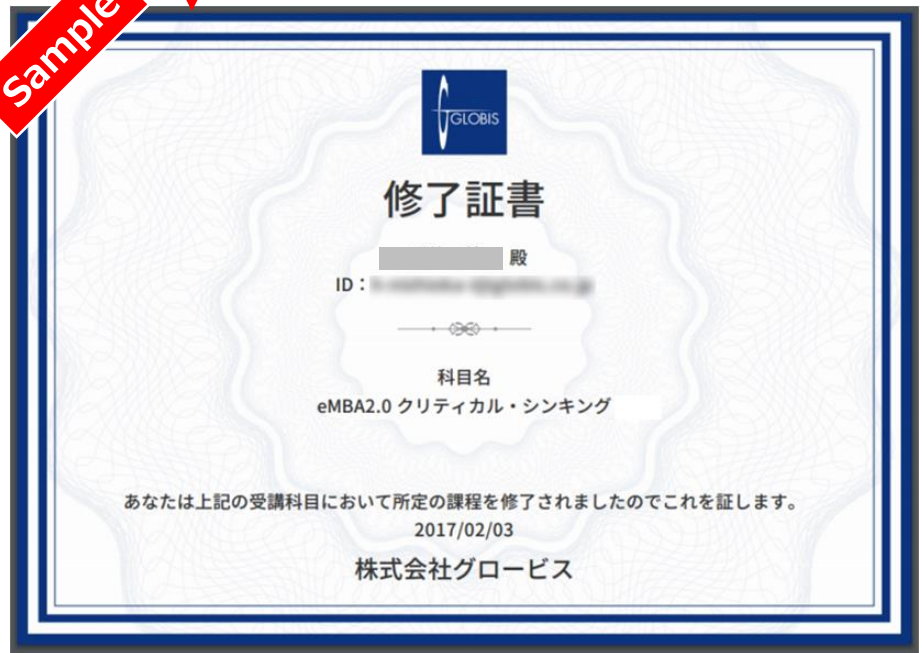 Sample
GLOBIS
修了証書
殿
ID：
科目名
eMBA2.0 クリティカル・シンキング
あなたは上記の受講科目において所定の課程を修了されましたのでこれを証します。
2017/02/03
株式会社グロービス